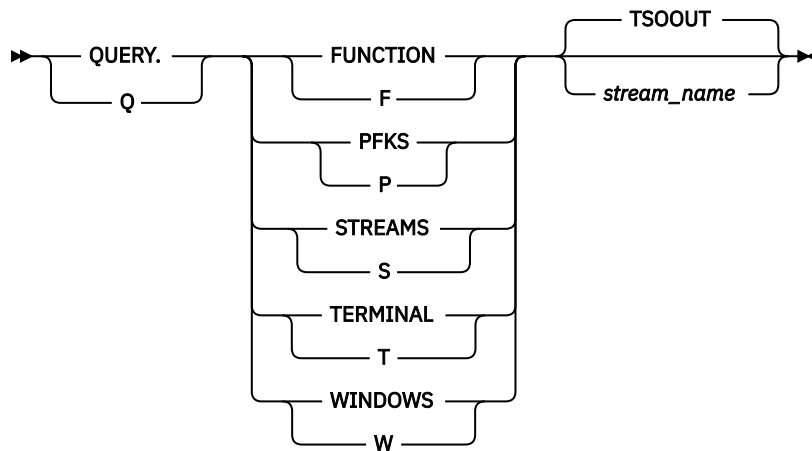 TSOOUT
QUERY. FUNCTION
Q F stream_name
PFKS
P
STREAMS
S
TERMINAL
T
WINDOWS
W